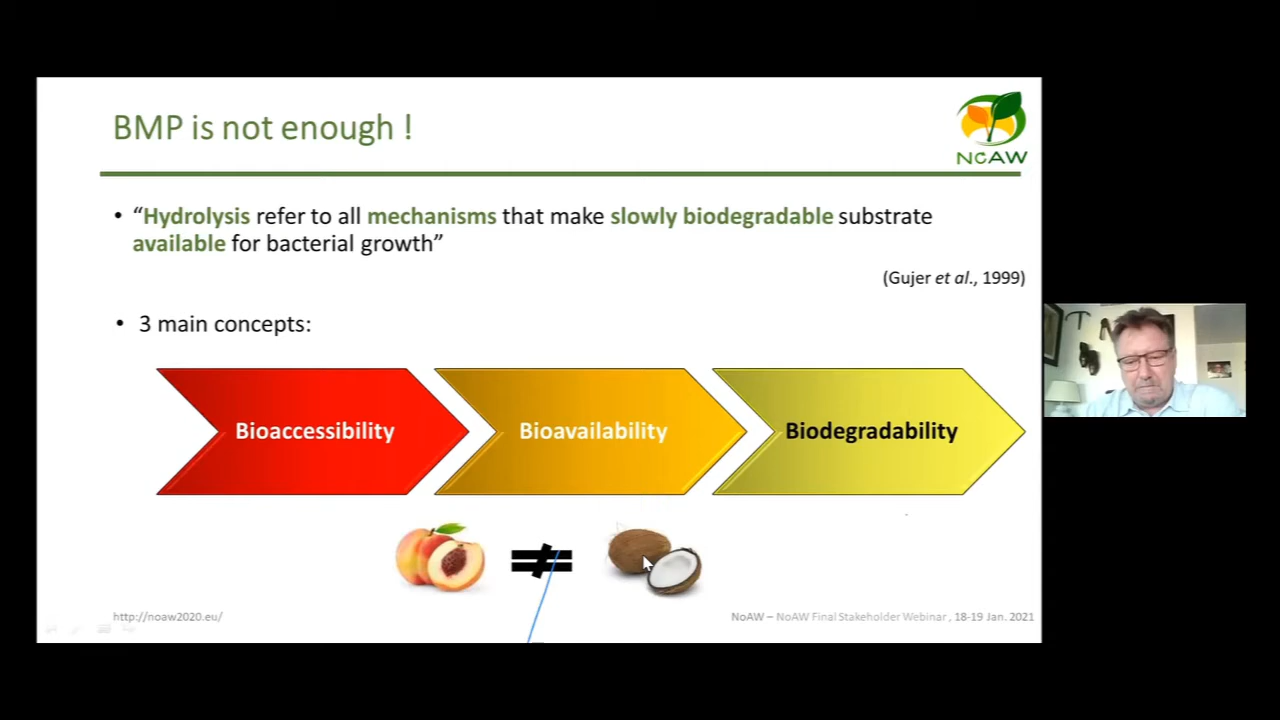 BMP is not enough !
NoAW
• “Hydrolysis refer to all mechanisms that make slowly biodegradable substrate
available for bacterial growth”
(Gujer et al., 1999)
• 3 main concepts:
Bioaccessibility
Bioavailability
Biodegradability
≠
http://noaw2020.eu/
NoAW – NoAW Final Stakeholder Webinar , 18-19 Jan. 2021